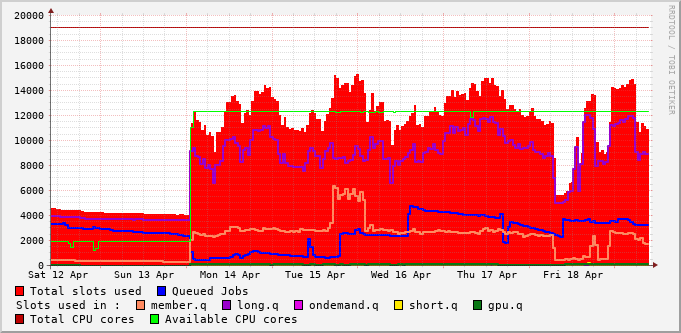 20000
18000
16000
14000
12000
10000
8000
6000
4000
2000
0
Sat 12 Apr Sun 13 Apr Mon 14 Apr Tue 15 Apr Wed 16 Apr Thu 17 Apr Fri 18 Apr
Total slots used Queued Jobs
Slots used in : member.q long.q ondemand.q short.q gpu.q
Total CPU cores Available CPU cores
RRDTOOL / TOBI OETIKER